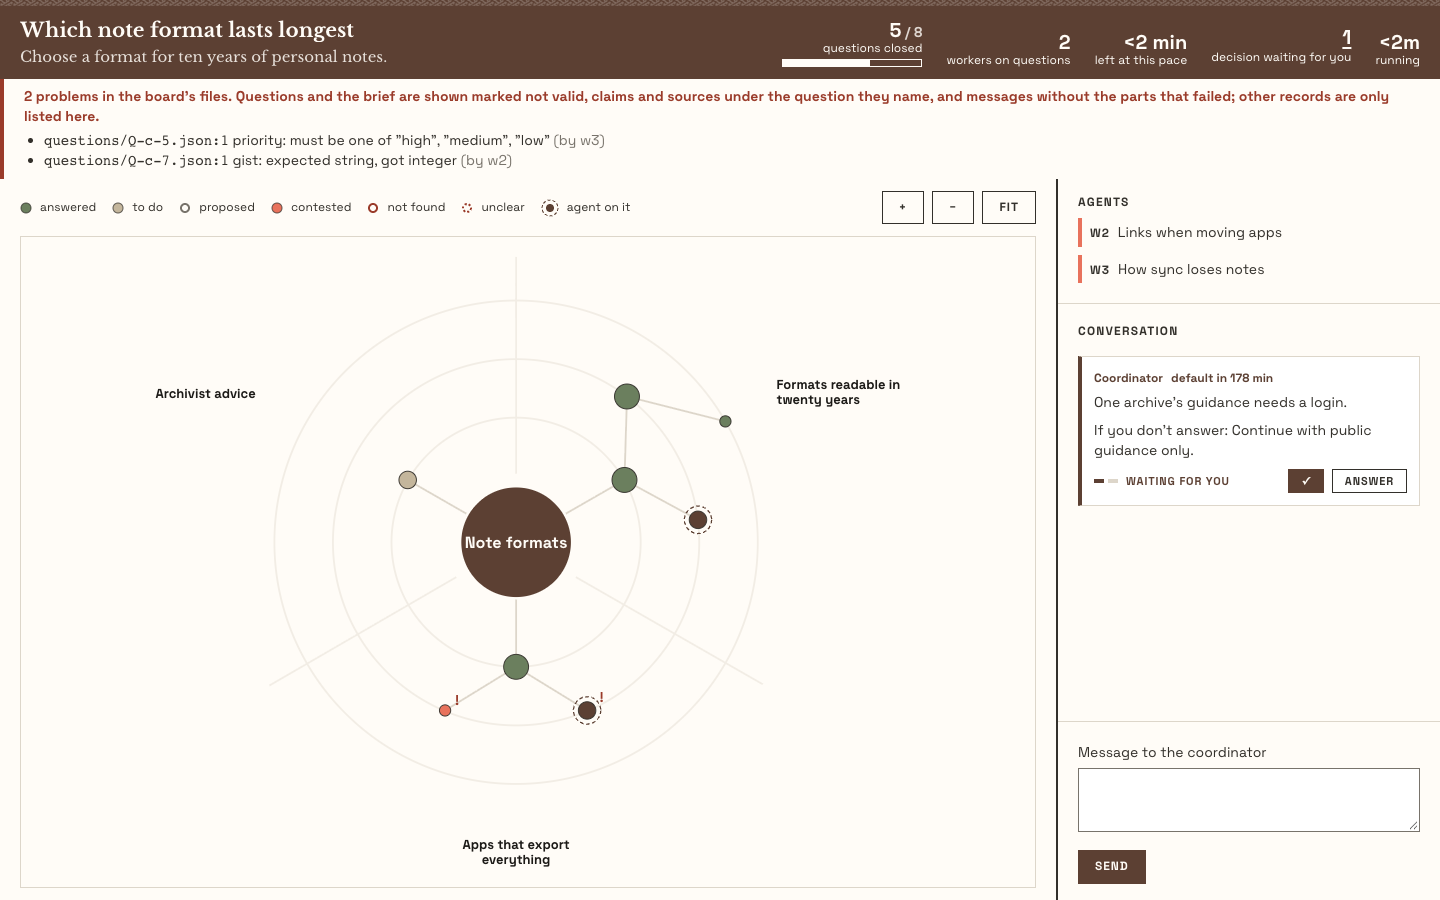 Which note format lasts longest
Choose a format for ten years of personal notes.
5 / 8
questions closed
2
workers on questions
<2 min
left at this pace
1
decision waiting for you
<2m
running
2 problems in the board's files. Questions and the brief are shown marked not valid, claims and sources under the question they name, and messages without the parts that failed; other records are only
listed here.
questions/Q-c-5.json:1 priority: must be one of "high", "medium", "low" (by w3)
questions/Q-c-7.json:1 gist: expected string, got integer (by w2)
answered
to do
proposed
contested
not found
unclear
agent on it
+
−
FIT
Archivist advice
Formats readable in
twenty years
Note formats
!
!
Apps that export
everything
AGENTS
W2 Links when moving apps
W3 How sync loses notes
CONVERSATION
Coordinator default in 178 min
One archive's guidance needs a login.
If you don't answer: Continue with public
guidance only.
WAITING FOR YOU
✓
ANSWER
Message to the coordinator
SEND